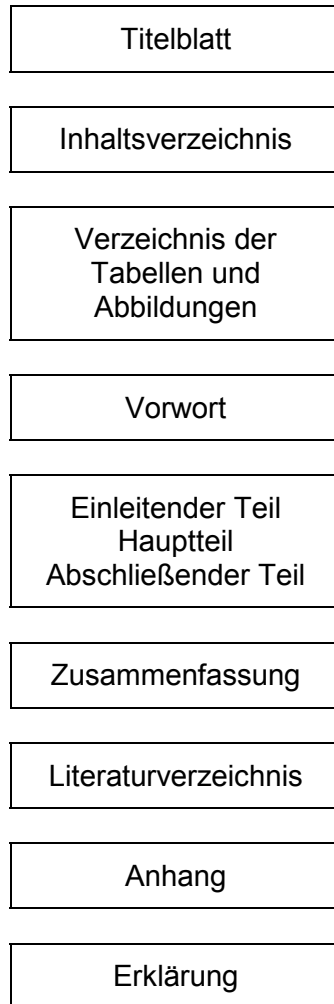 Titelblatt
Inhaltsverzeichnis
Verzeichnis der
Tabellen und
Abbildungen
Vorwort
Einleitender Teil
Hauptteil
Abschließender Teil
Zusammenfassung
Literaturverzeichnis
Anhang
Erklärung